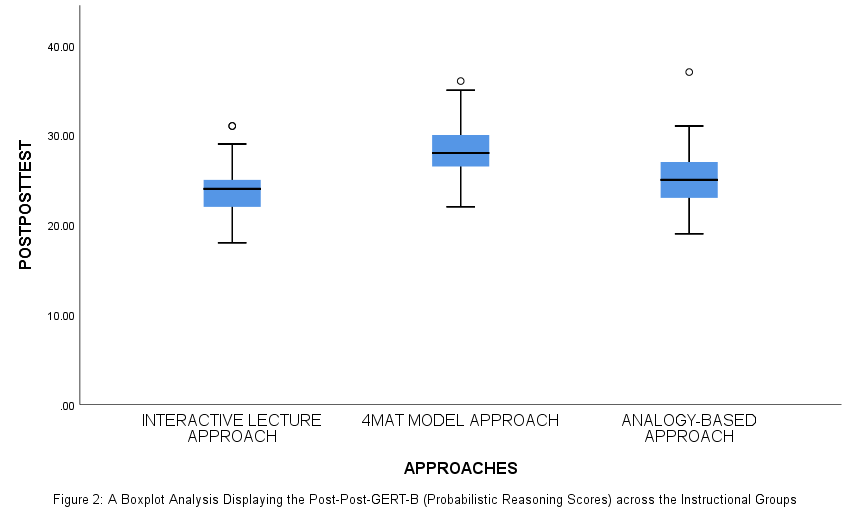 40.00
30.00
20.00
10.00
.00
POSTPOSTTEST
INTERACTIVE LECTURE
APPROACH
4MAT MODEL APPROACH
ANALOGY-BASED
APPROACH
APPROACHES
Figure 2: A Boxplot Analysis Displaying the Post-Post-GERT-B (Probabilistic Reasoning Scores) across the Instructional Groups